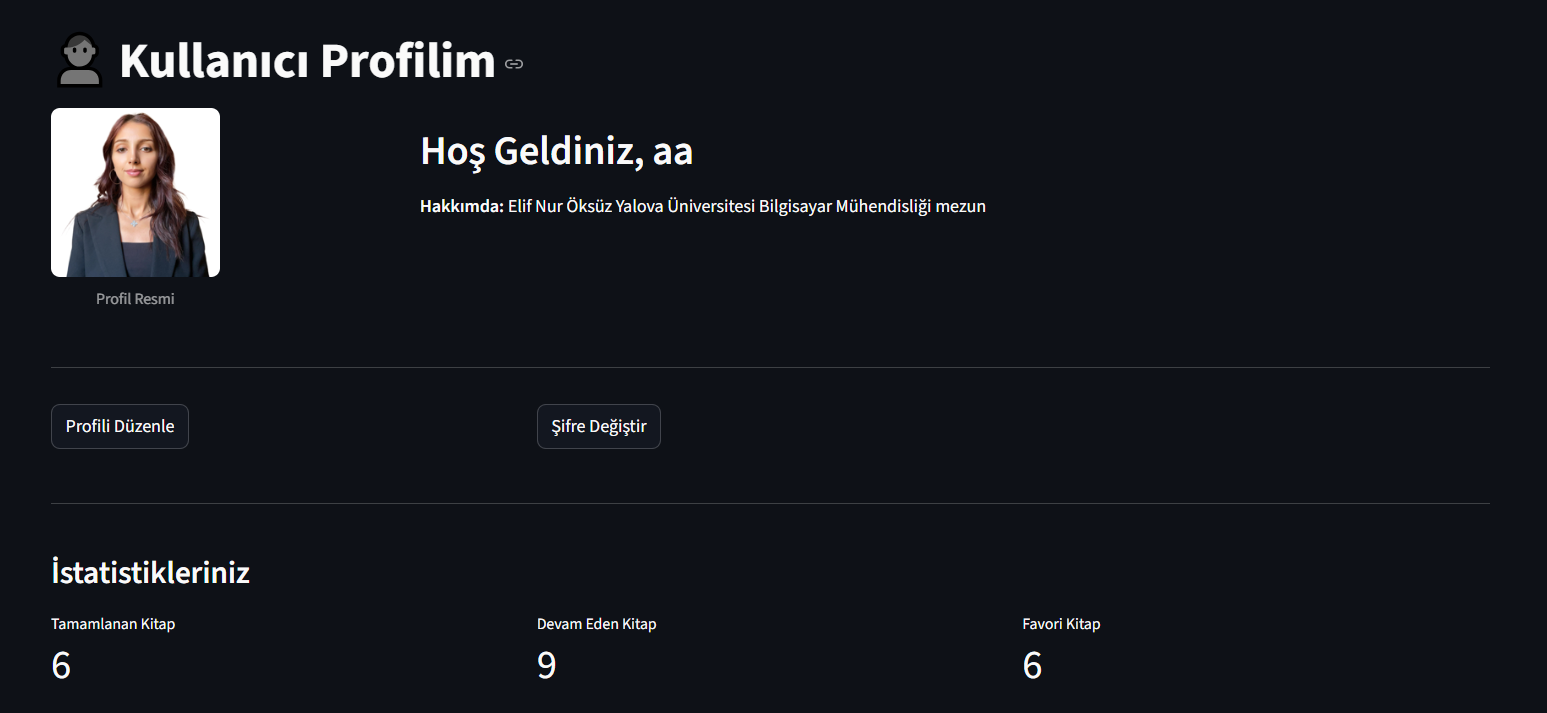 Kullanıcı Profilim
Hoş Geldiniz, aa
Hakkımda: Elif Nur Öksüz Yalova Üniversitesi Bilgisayar Mühendisliği mezun
Profil Resmi
Profili Düzenle
Şifre Değiştir
İstatistikleriniz
Tamamlanan Kitap
6
Devam Eden Kitap
9
Favori Kitap
6